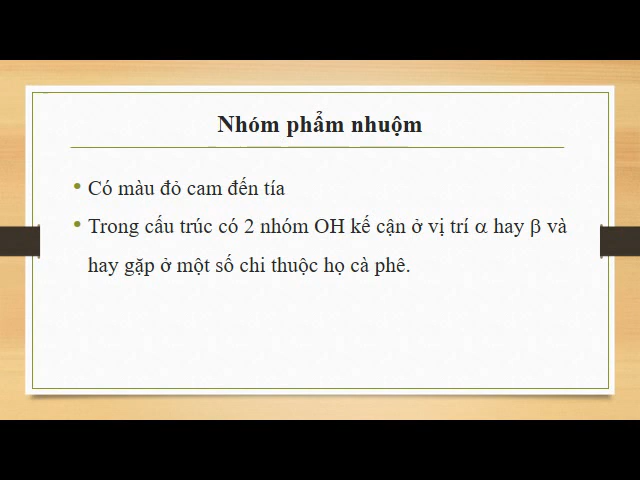 Nhóm phẩm nhuộm
• Có màu đỏ cam đến tía
• Trong cấu trúc có 2 nhóm OH kế cận ở vị trí α hay β và
hay gặp ở một số chi thuộc họ cà phê.